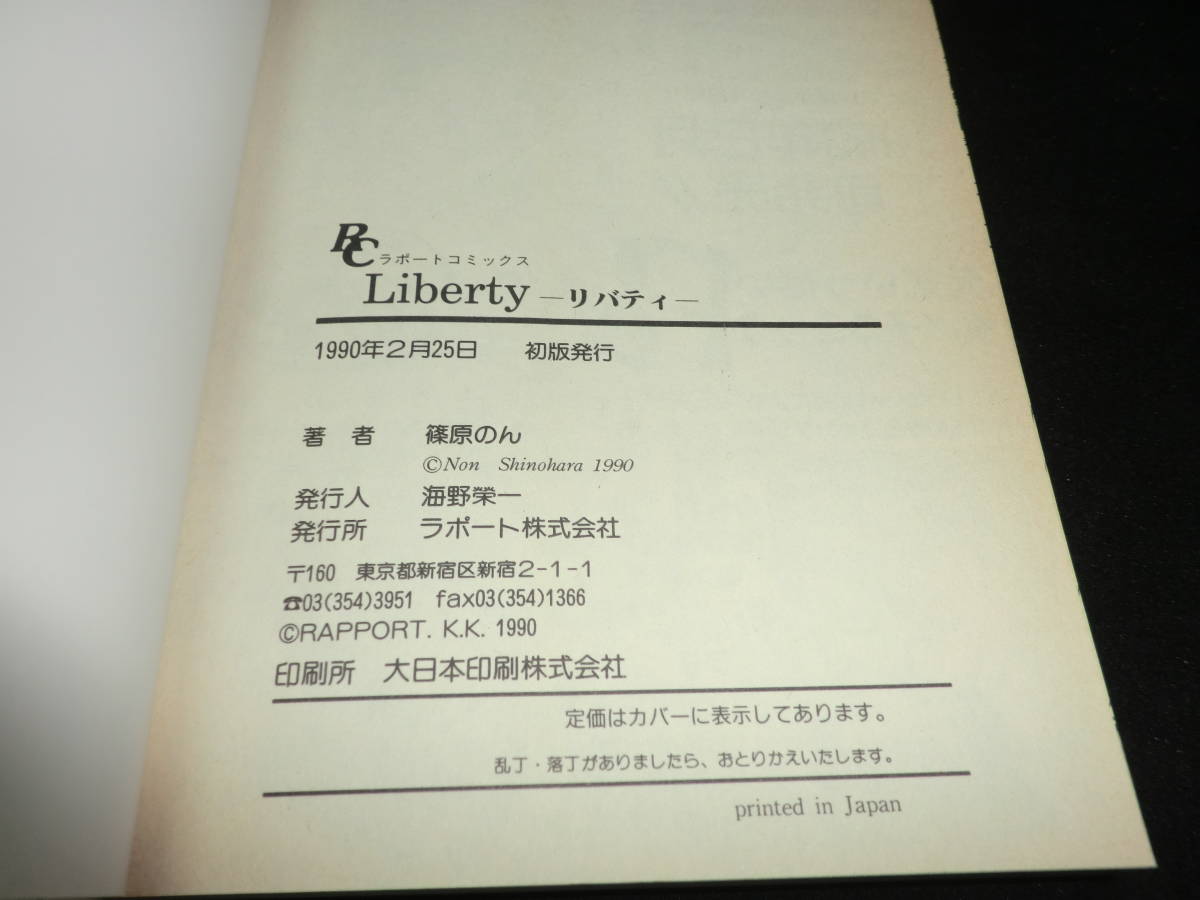 RC ラポートコミックス
Liberty —リバティ—
1990年2月25日 初版発行
著 者 篠原のん
©Non Shinohara 1990
発行人 海野榮一
発行所 ラポート株式会社
〒160 東京都新宿区新宿2-1-1
☎03(354)3951 fax03(354)1366
©RAPPORT. K.K. 1990
印刷所 大日本印刷株式会社
定価はカバーに表示してあります。
乱丁・落丁がありましたら、おとりかえいたします。
printed in Japan